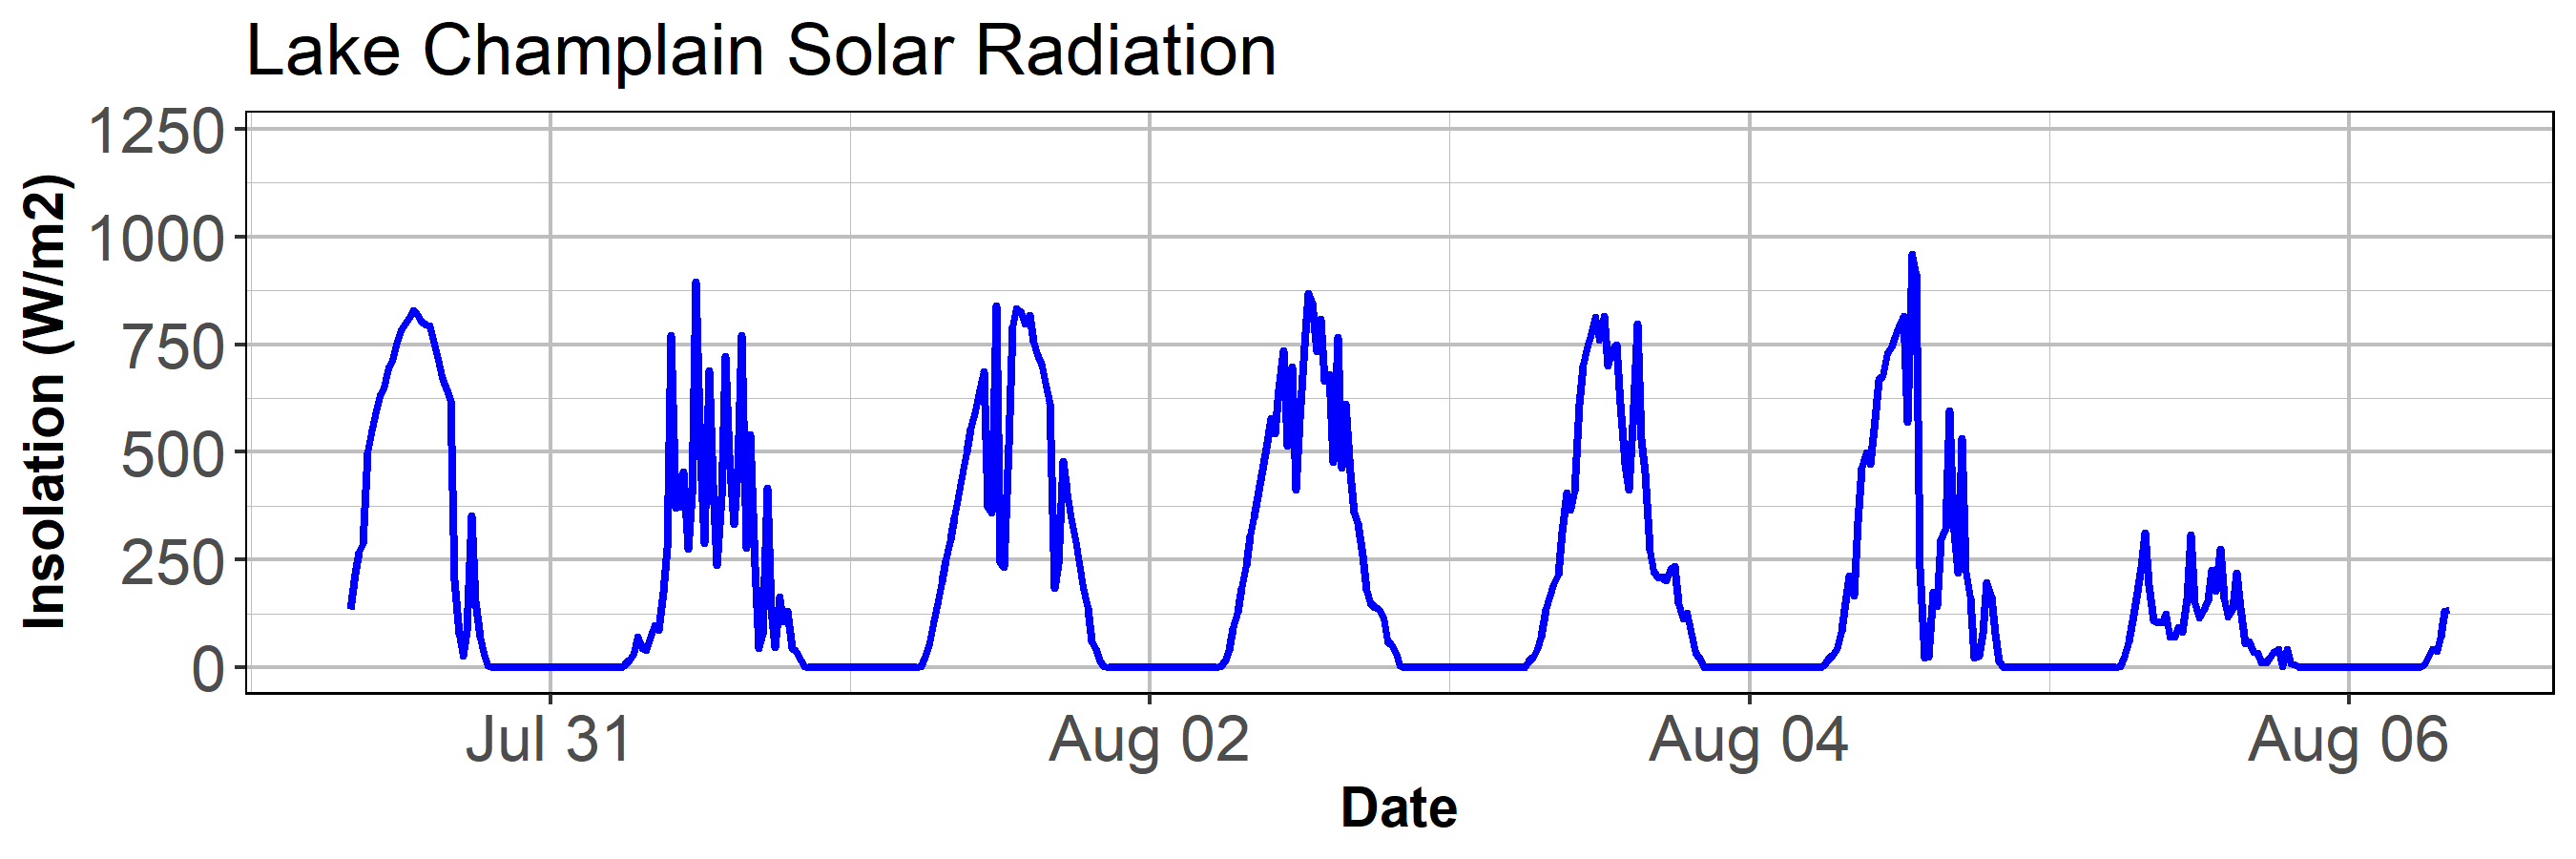 Lake Champlain Solar Radiation
1250
1000
750
500
250
0
Insolation (W/m2)
Jul 31
Aug 02
Aug 04
Aug 06
Date